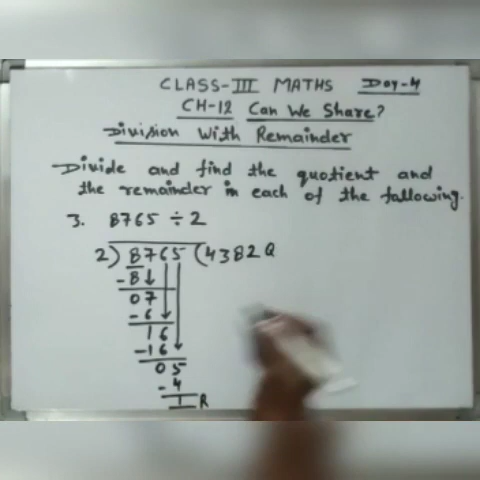 CLASS-III MATHS Day-4
CH-12 Can We Share?
Division With Remainder
Divide and find the quotient and
the remainder in each of the following.
3. 8765 ÷ 2
2) 8765 (4382 Q
-8
07
-6
16
-16
05
-4
1 R